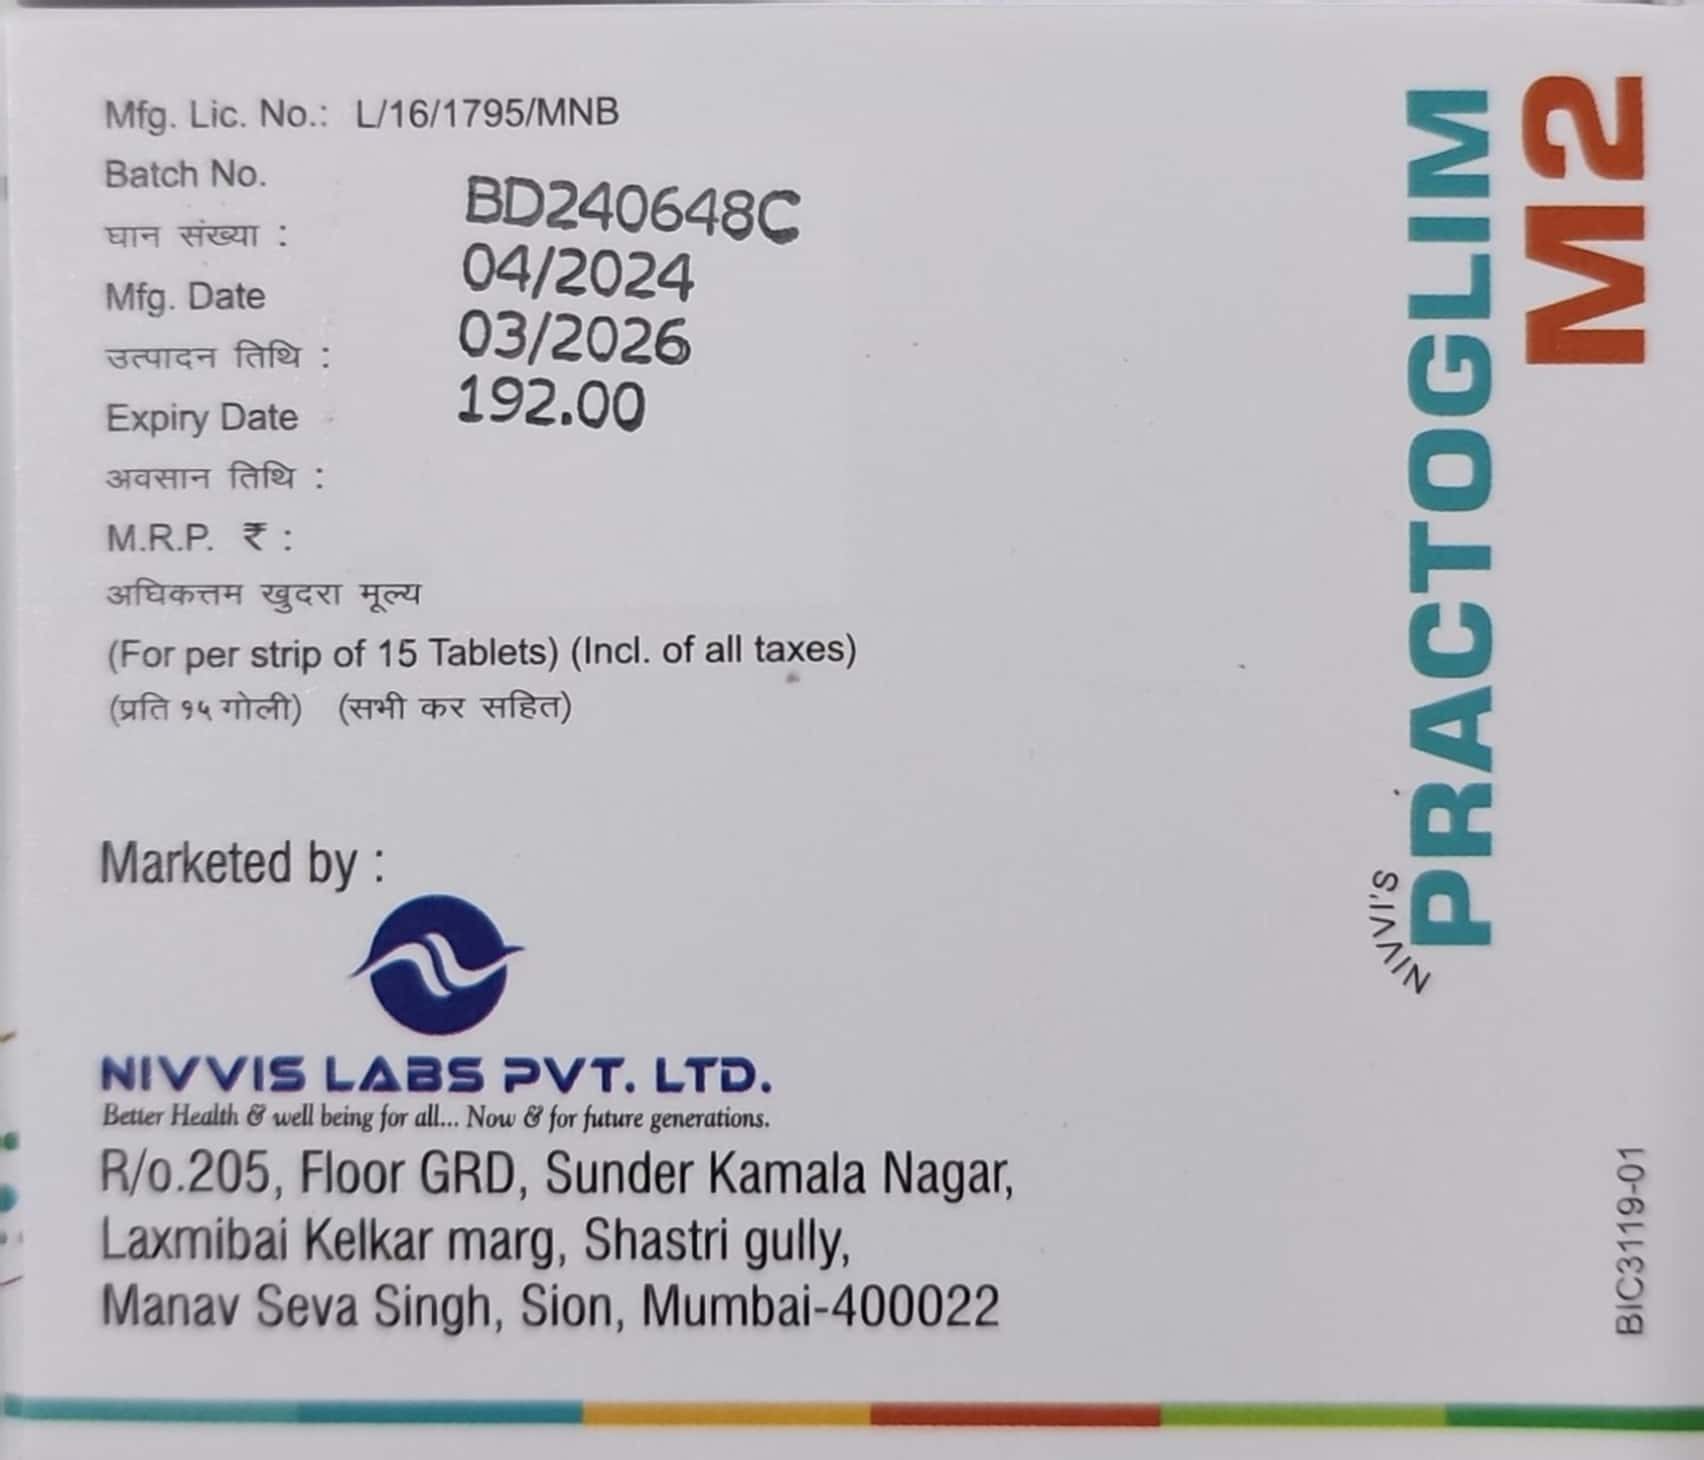 Mfg. Lic. No.: L/16/1795/MNB
Batch No.
घान संख्या :
BD240648C
Mfg. Date
04/2024
उत्पादन तिथि :
03/2026
Expiry Date
192.00
अवसान तिथि :
M.R.P. ₹ :
अधिकत्तम खुदरा मूल्य
(For per strip of 15 Tablets) (Incl. of all taxes)
(प्रति १५ गोली) (सभी कर सहित)
Marketed by :
NIVVIS LABS PVT. LTD.
Better Health & well being for all... Now & for future generations.
R/o.205, Floor GRD, Sunder Kamala Nagar,
Laxmibai Kelkar marg, Shastri gully,
Manav Seva Singh, Sion, Mumbai-400022
NIVVI'S
PRACTOGLIM
M2
BIC3119-01